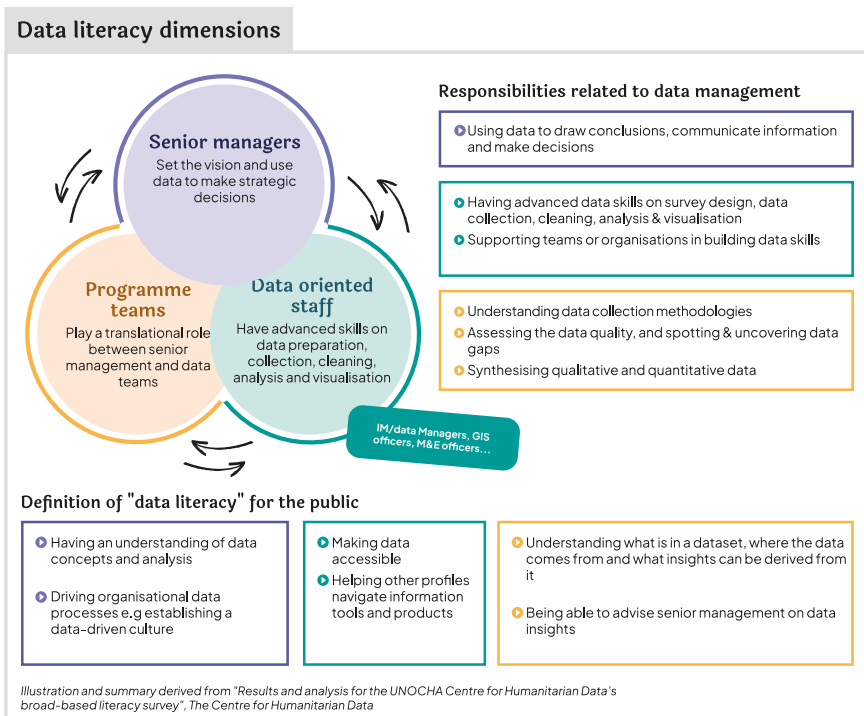 Data literacy dimensions
Senior managers
Set the vision and use
data to make strategic
decisions
Programme
teams
Play a translational role
between senior
management and data
teams
Data oriented
staff
Have advanced skills on
data preparation,
collection, cleaning,
analysis and visualisation
IM/data Managers, GIS
officers, M&E officers...
Responsibilities related to data management
Using data to draw conclusions, communicate information
and make decisions
Having advanced data skills on survey design, data
collection, cleaning, analysis & visualisation
Supporting teams or organisations in building data skills
Understanding data collection methodologies
Assessing the data quality, and spotting & uncovering data
gaps
Synthesising qualitative and quantitative data
Definition of "data literacy" for the public
Having an understanding of data
concepts and analysis
Driving organisational data
processes e.g establishing a
data-driven culture
Making data
accessible
Helping other profiles
navigate information
tools and products
Understanding what is in a dataset, where the data
comes from and what insights can be derived from
it
Being able to advise senior management on data
insights
Illustration and summary derived from "Results and analysis for the UNOCHA Centre for Humanitarian Data's
broad-based literacy survey", The Centre for Humanitarian Data